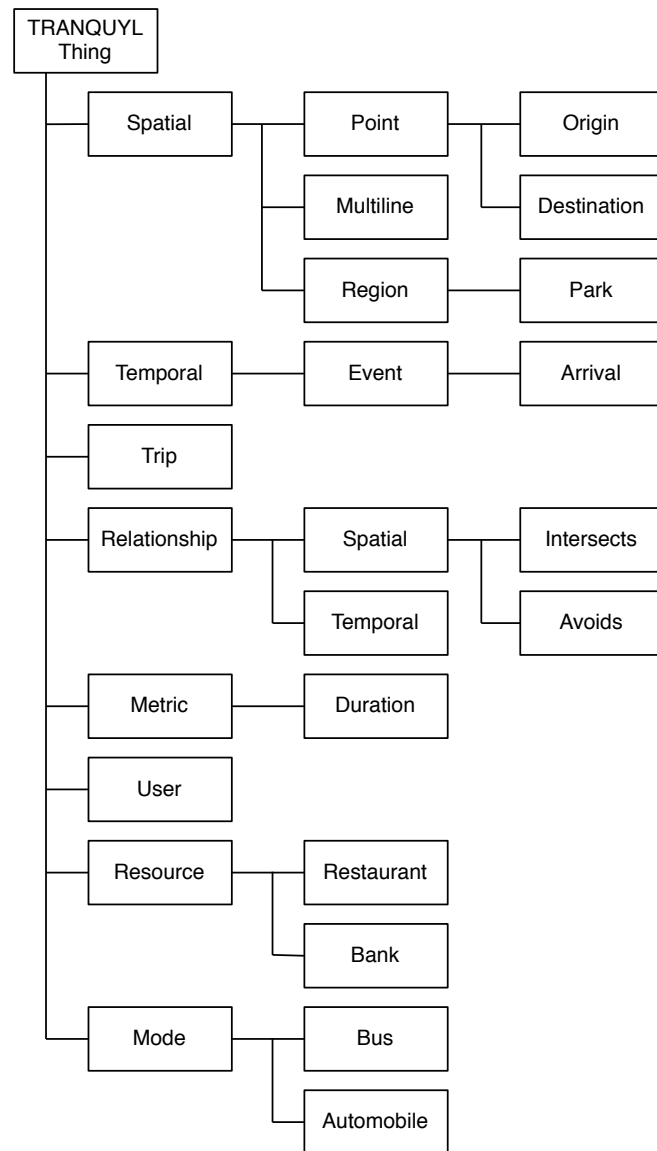 TRANQUYL
Thing
Spatial
Point
Origin
Multiline
Destination
Region
Park
Temporal
Event
Arrival
Trip
Relationship
Spatial
Intersects
Temporal
Avoids
Metric
Duration
User
Resource
Restaurant
Bank
Mode
Bus
Automobile